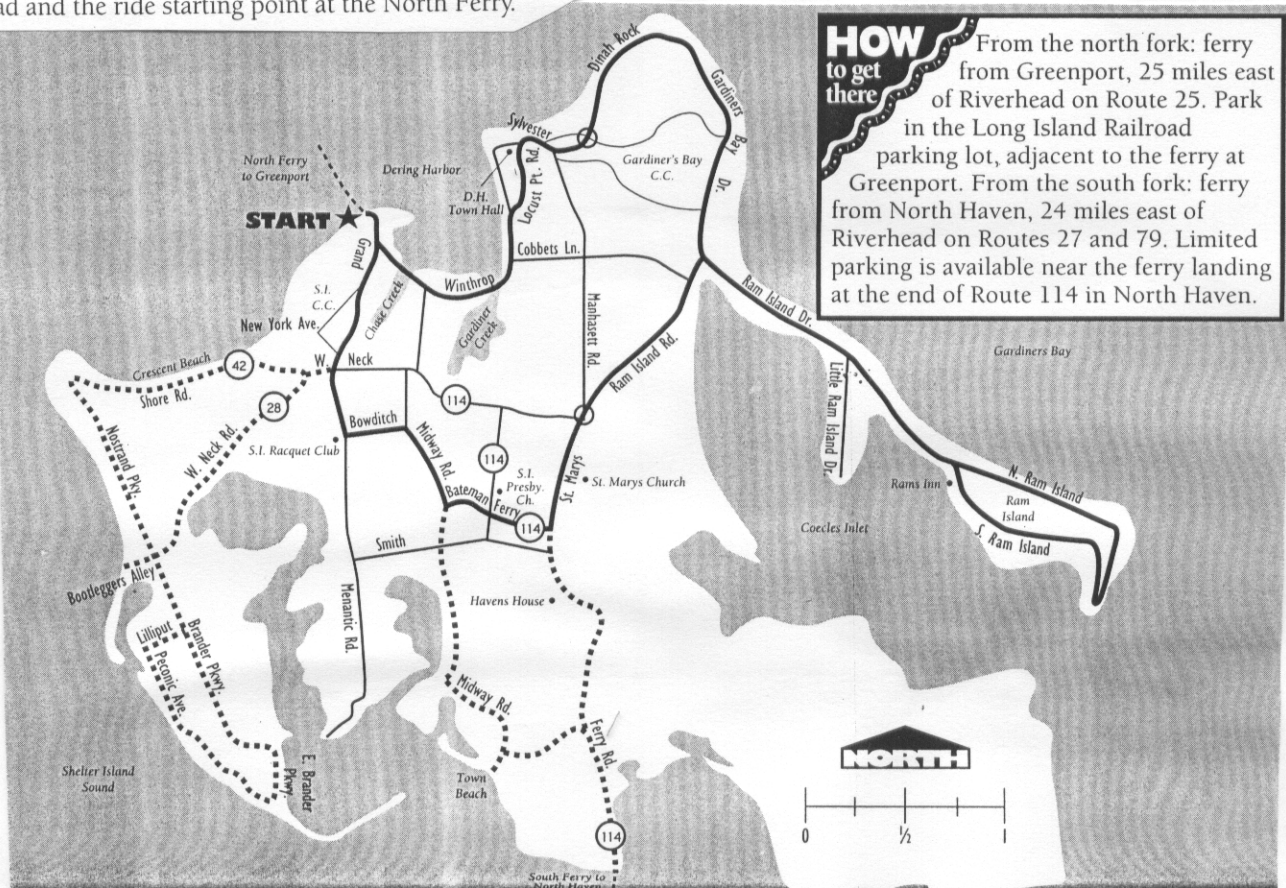 ad and the ride starting point at the North Ferry.
HOW
to get
there
From the north fork: ferry
from Greenport, 25 miles east
of Riverhead on Route 25. Park
in the Long Island Railroad
parking lot, adjacent to the ferry at
Greenport. From the south fork: ferry
from North Haven, 24 miles east of
Riverhead on Routes 27 and 79. Limited
parking is available near the ferry landing
at the end of Route 114 in North Haven.
Dinah Rock
Gardiners Bay Dr.
Sylvester
North Ferry
to Greenport
Dering Harbor
D.H.
Town Hall
Locust Pt. Rd.
Gardiner's Bay
C.C.
START
Grand
Cobbets Ln.
Winthrop
S.I.
C.C.
Chase Creek
Gardiner
Creek
Manhasett Rd.
Ram Island Dr.
New York Ave.
Ram Island Rd.
Gardiners Bay
Crescent Beach
42
W. Neck
Shore Rd.
28
114
Little Ram Island Dr.
Bowditch
Nostrand Pky.
W. Neck Rd.
S.I. Racquet Club
Midway Rd.
114
S.I.
Presby.
Ch.
St. Marys
St. Marys Church
Rams Inn
N. Ram Island
Ram
Island
Bateman Ferry
114
Coecles Inlet
S. Ram Island
Smith
Bootleggers Alley
Menantic Rd.
Havens House
Lilliput
Brander Pkwy.
Peconic Ave.
Midway Rd.
Ferry Rd.
NORTH
Shelter Island
Sound
E. Brander
Pkwy
Town
Beach
0
½
1
114
South Ferry to
North Haven